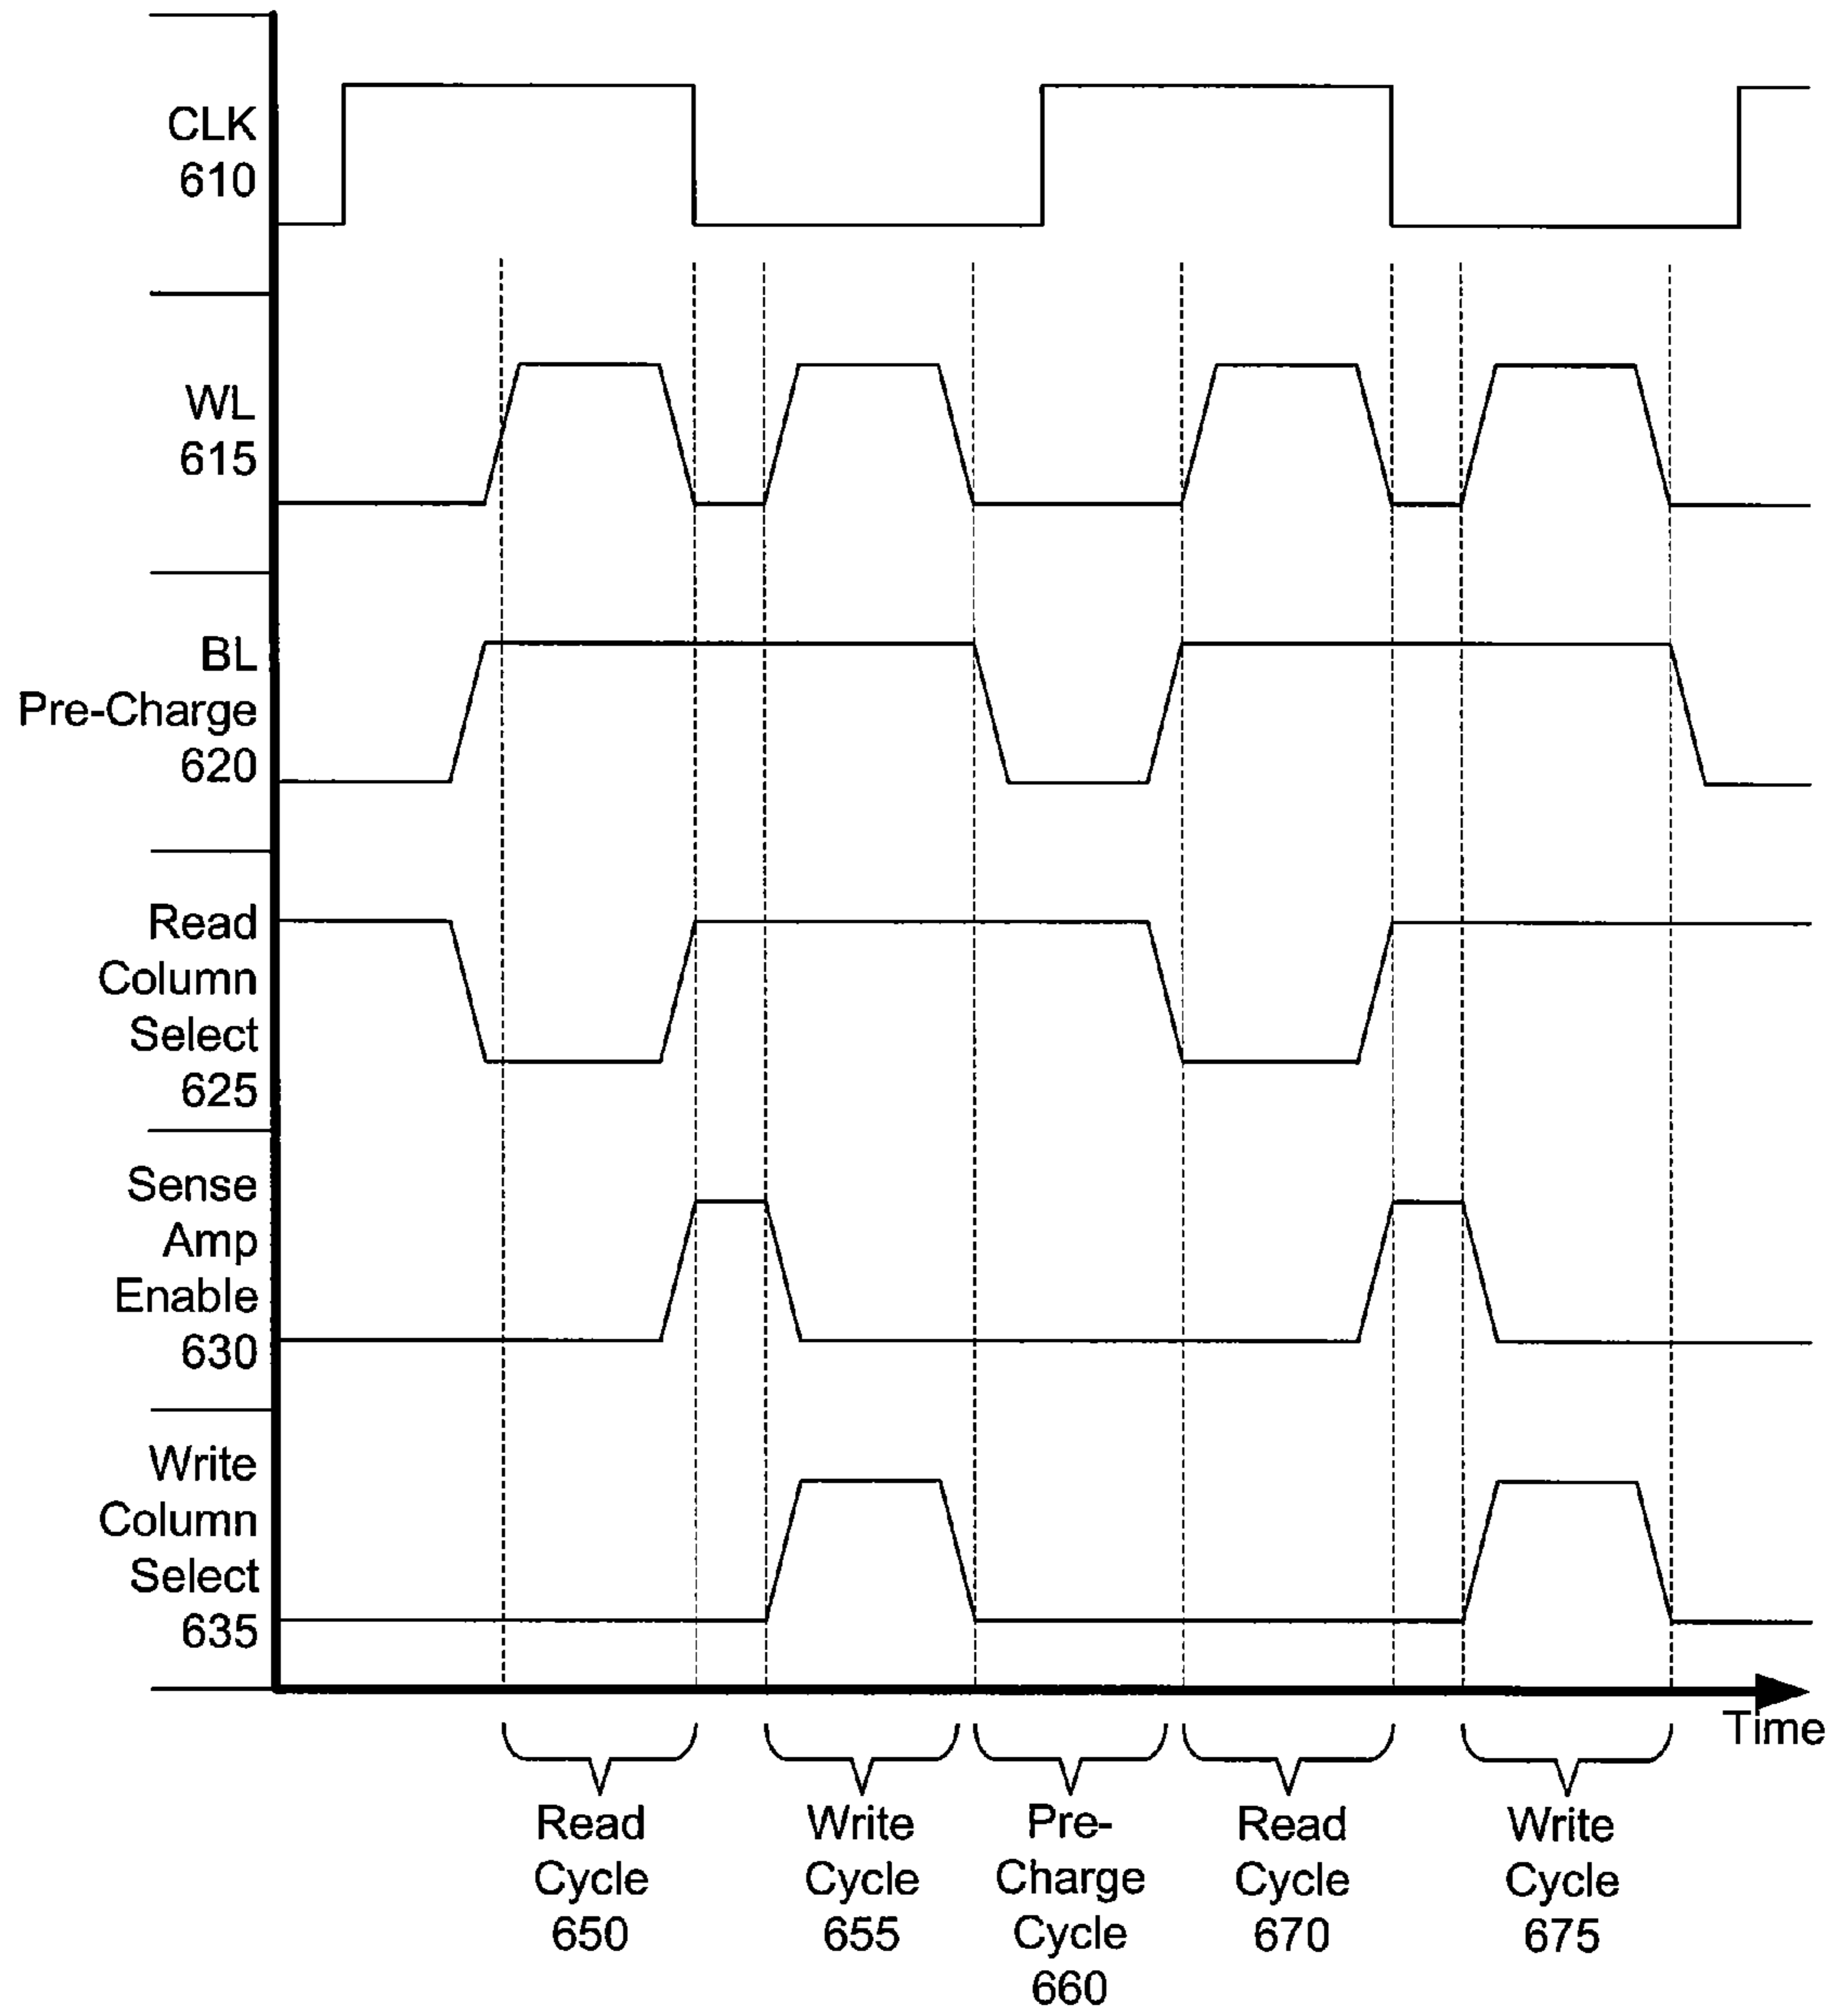 CLK
610
WL
615
BL
Pre-Charge
620
Read
Column
Select
625
Sense
Amp
Enable
630
Write
Column
Select
635
Time
Read
Cycle
650
Write
Cycle
655
Pre-
Charge
Cycle
660
Read
Cycle
670
Write
Cycle
675